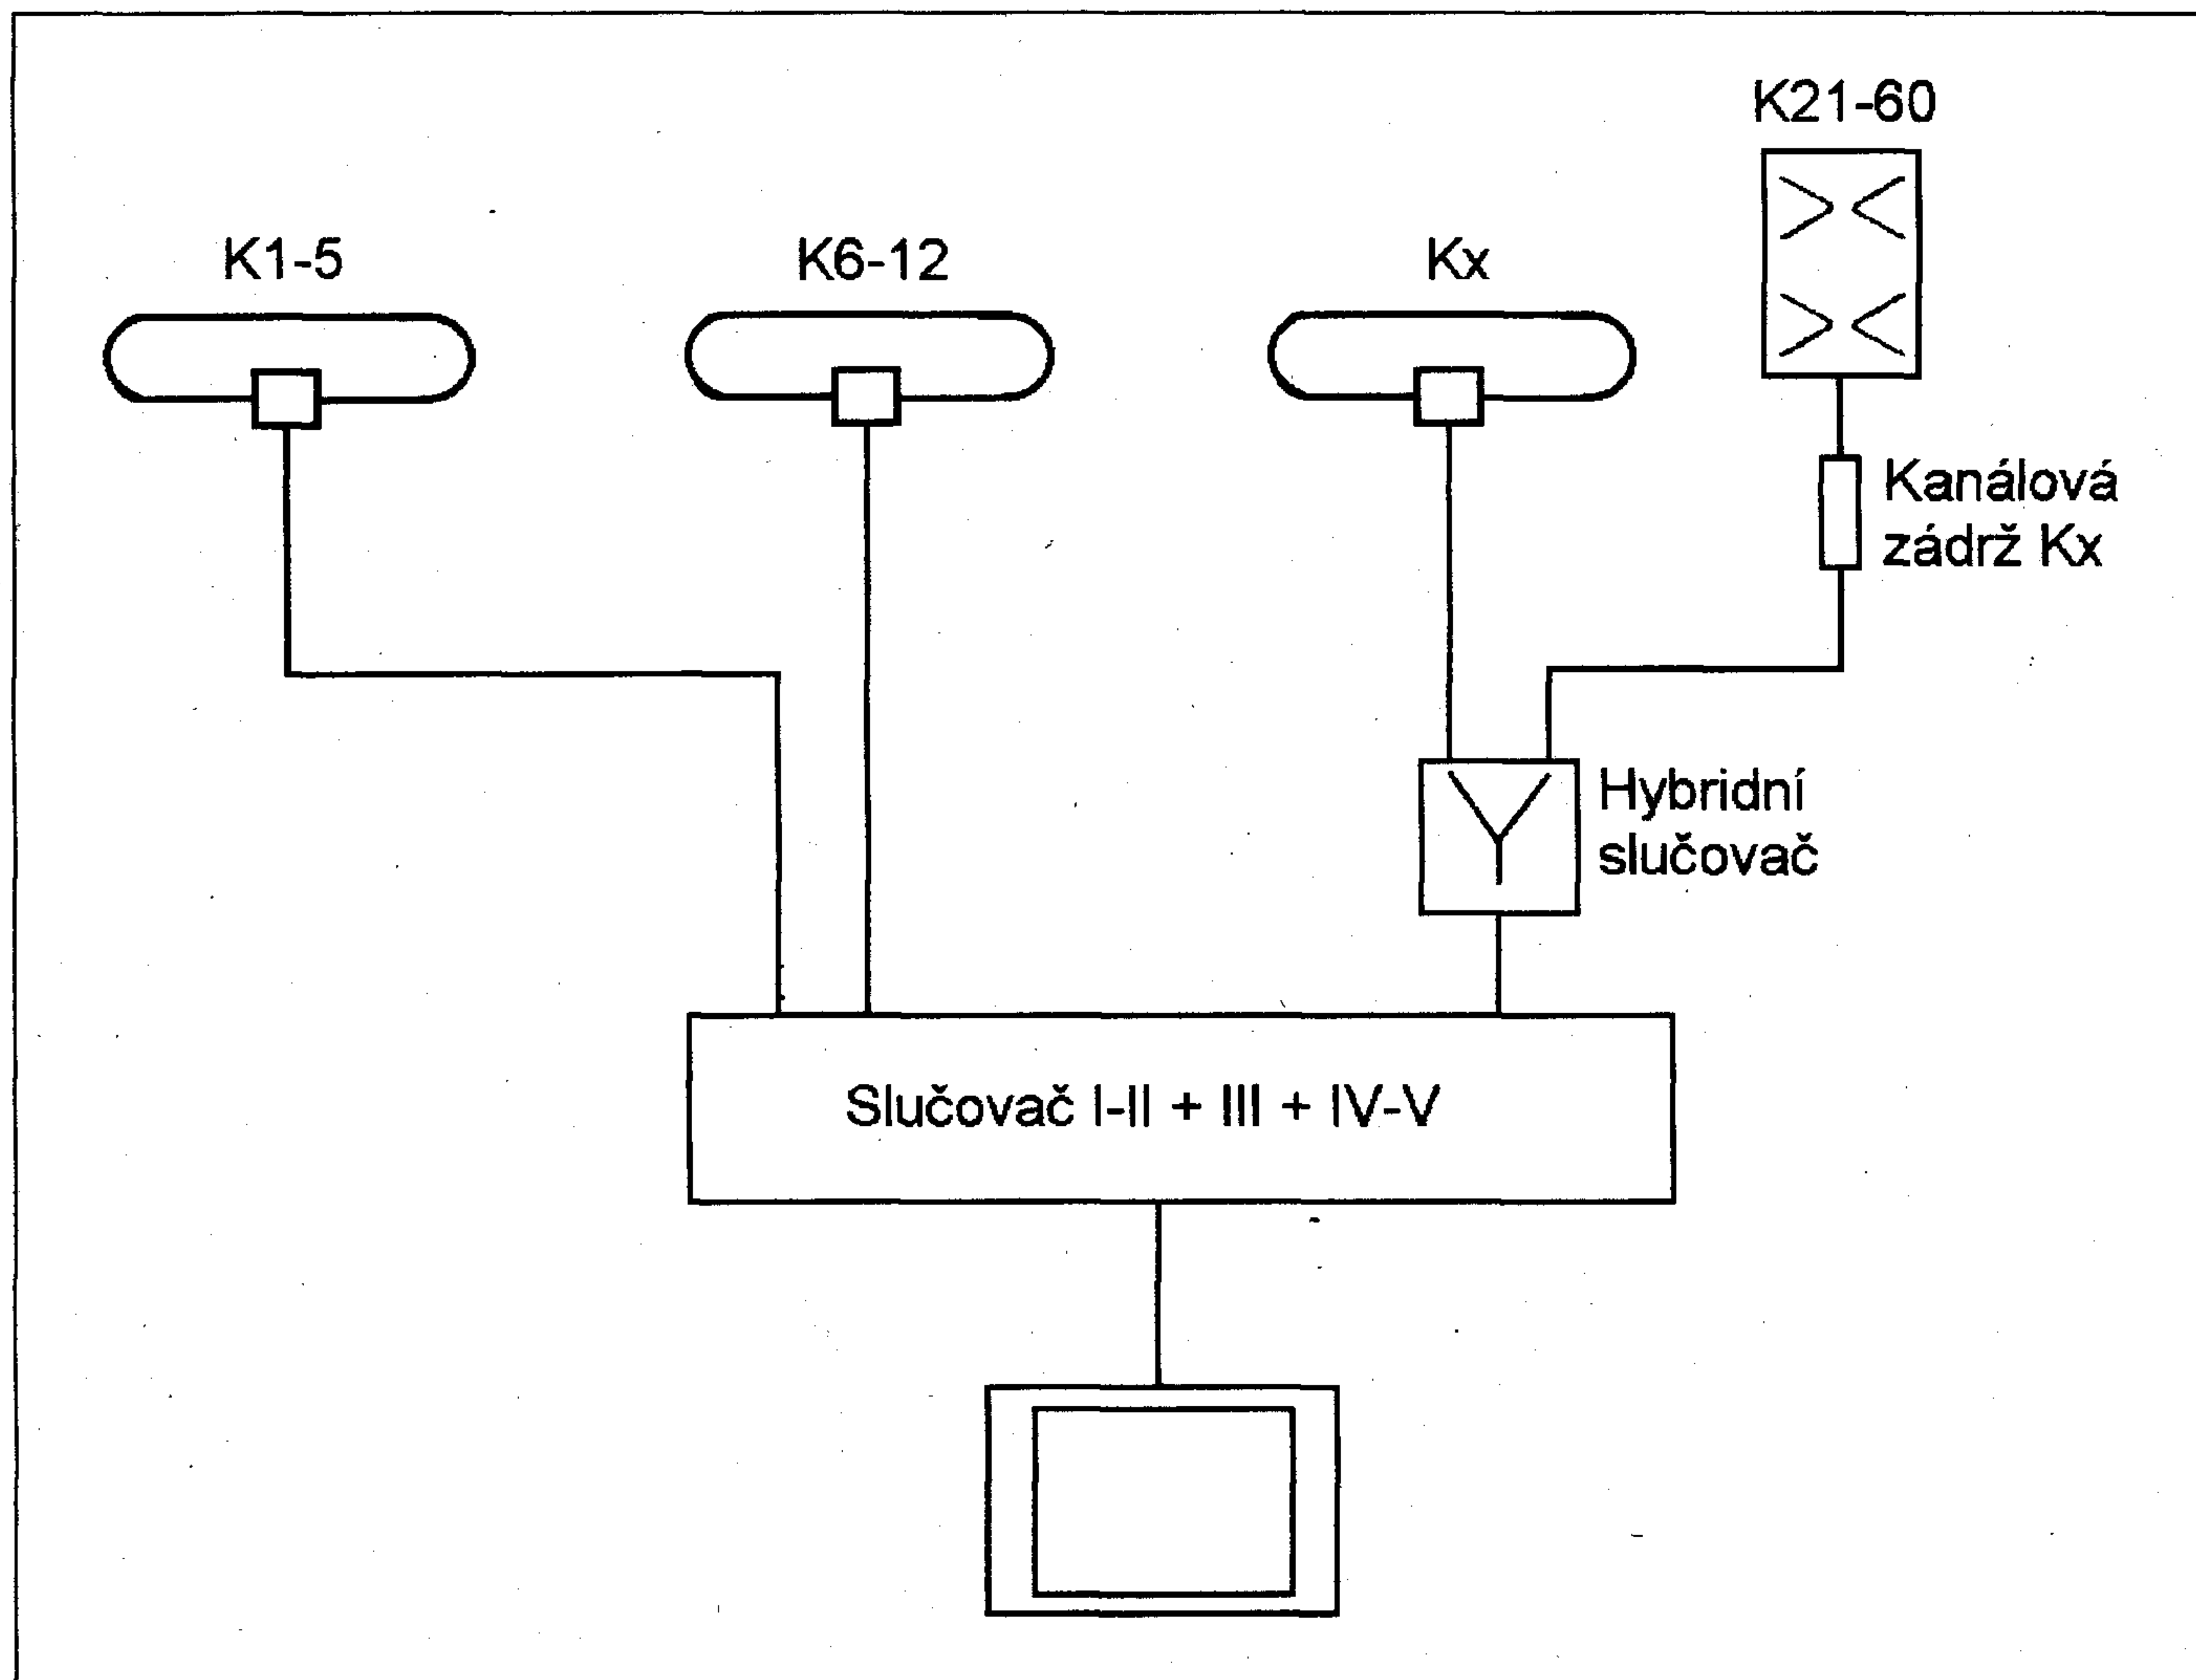 K21-60
K1-5
K6-12
Kx
Kanálová
zádrž Kx
Hybridní
slučovač
Slučovač I-II + III + IV-V